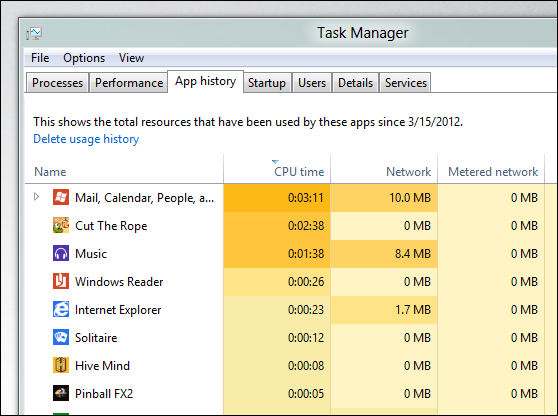 Task Manager
File Options View
Processes Performance App history Startup Users Details Services
This shows the total resources that have been used by these apps since 3/15/2012.
Delete usage history
Name CPU time Network Metered network
Mail, Calendar, People, a... 0:03:11 10.0 MB 0 MB
Cut The Rope 0:02:38 0 MB 0 MB
Music 0:01:38 8.4 MB 0 MB
Windows Reader 0:00:26 0 MB 0 MB
Internet Explorer 0:00:23 1.7 MB 0 MB
Solitaire 0:00:12 0 MB 0 MB
Hive Mind 0:00:08 0 MB 0 MB
Pinball FX2 0:00:05 0 MB 0 MB